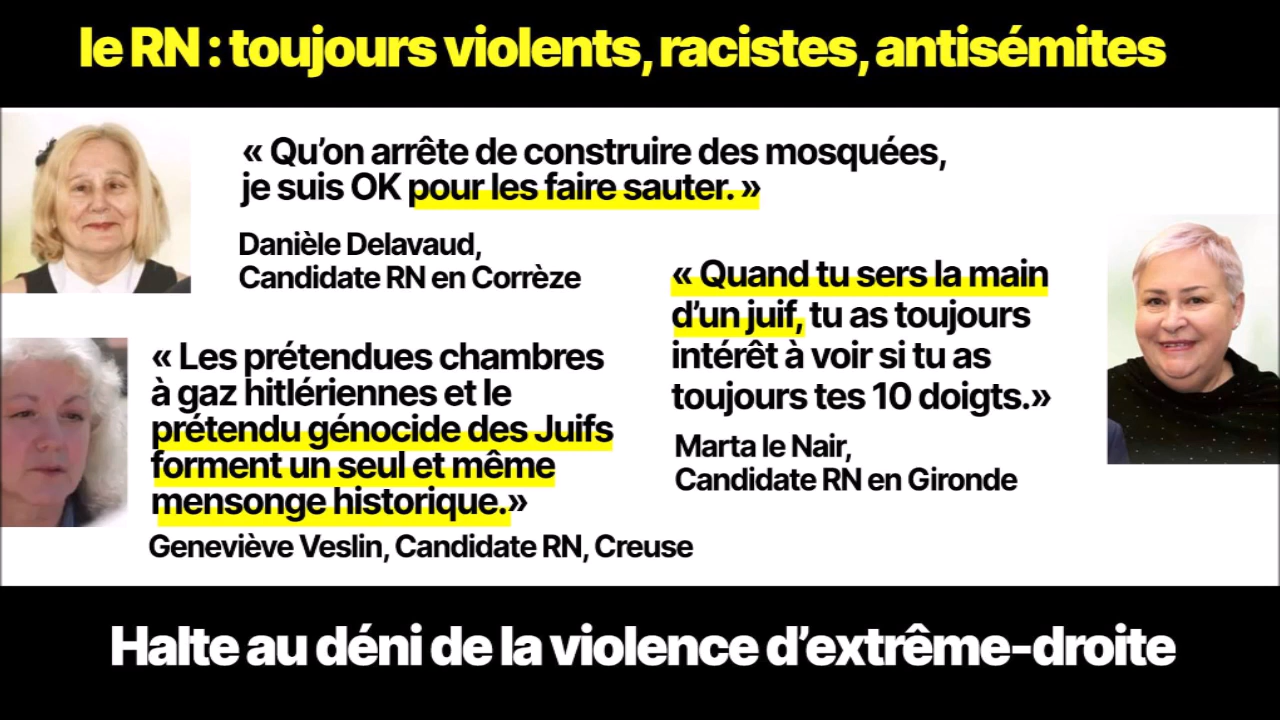 le RN : toujours violents, racistes, antisémites
« Qu’on arrête de construire des mosquées,
je suis OK pour les faire sauter. »
Danièle Delavaud,
Candidate RN en Corrèze
« Quand tu sers la main
d’un juif, tu as toujours
intérêt à voir si tu as
toujours tes 10 doigts.»
Marta le Nair,
Candidate RN en Gironde
« Les prétendues chambres
à gaz hitlériennes et le
prétendu génocide des Juifs
forment un seul et même
mensonge historique.»
Geneviève Veslin, Candidate RN, Creuse
Halte au déni de la violence d’extrême-droite